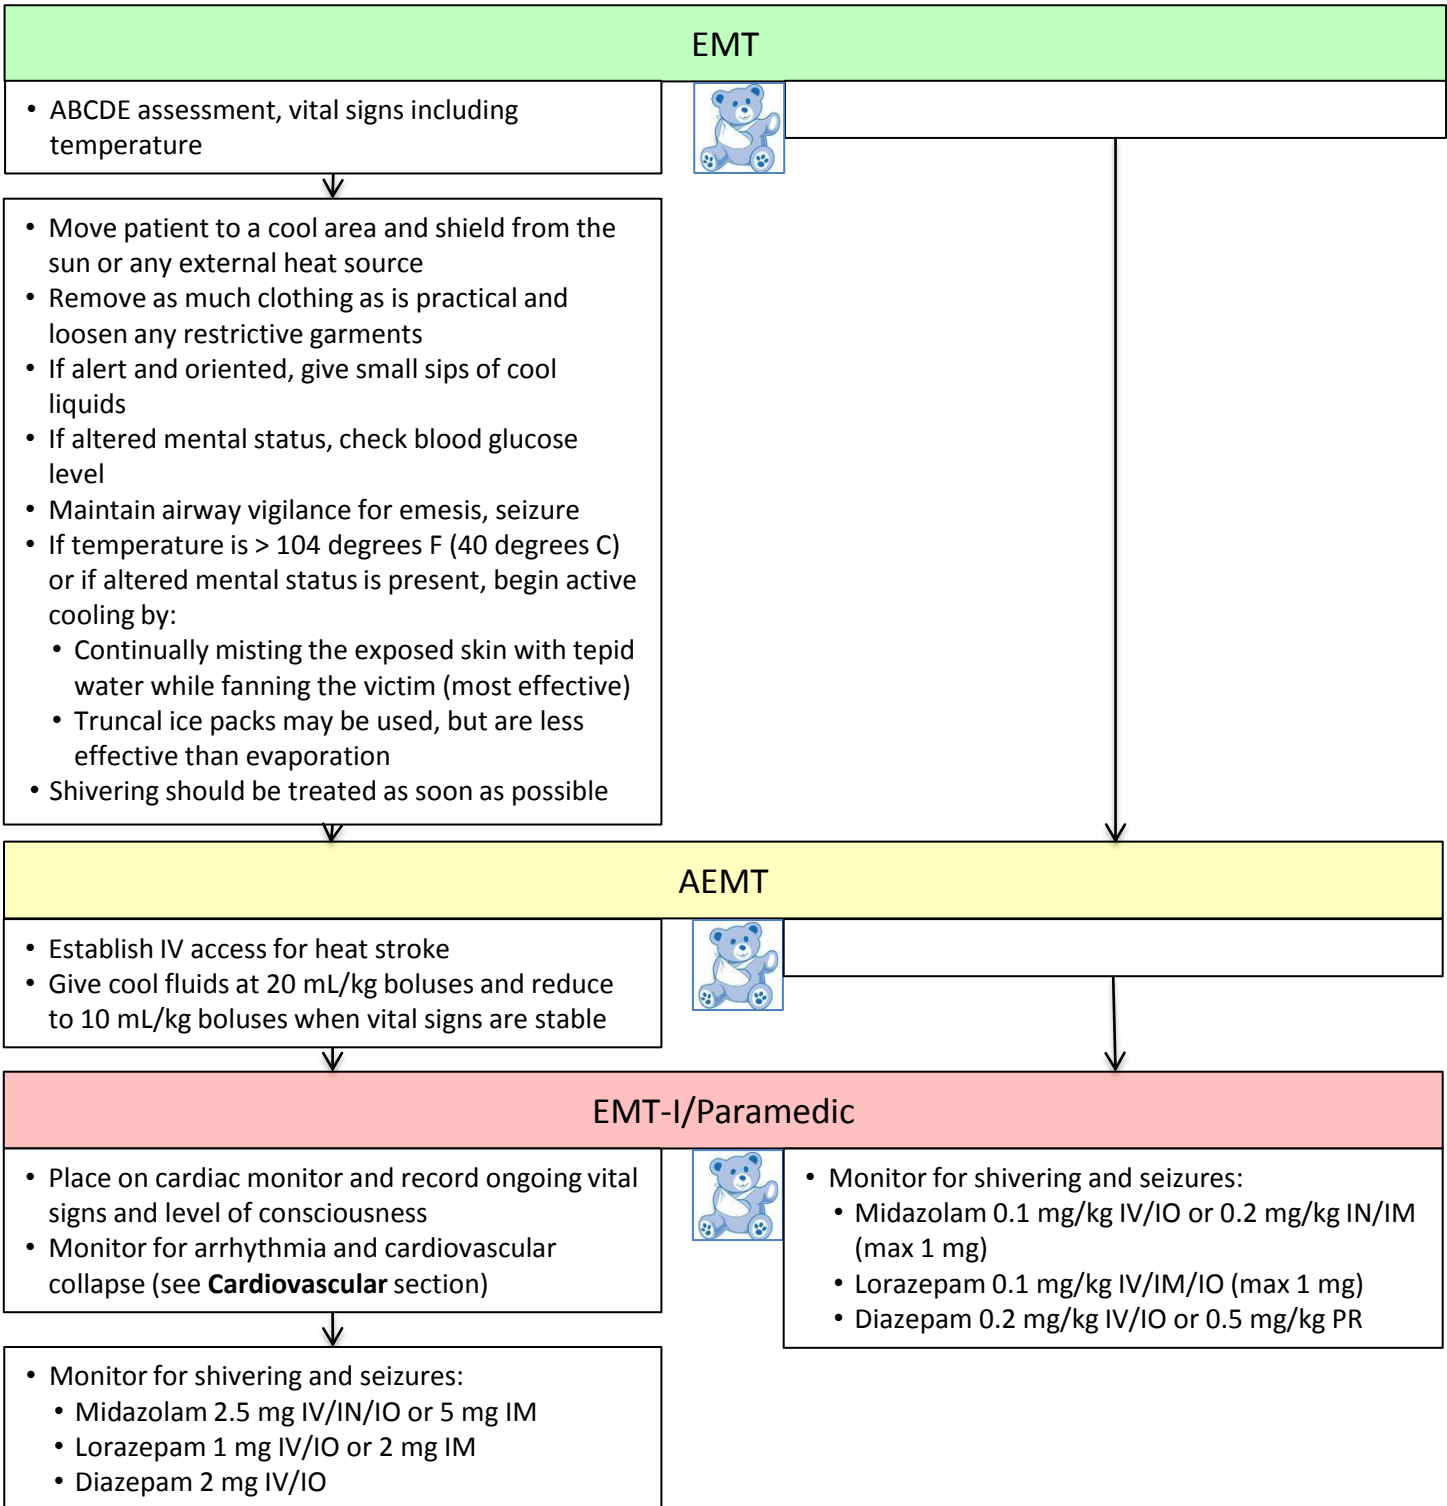 EMT
• ABCDE assessment, vital signs including
temperature
• Move patient to a cool area and shield from the
sun or any external heat source
• Remove as much clothing as is practical and
loosen any restrictive garments
• If alert and oriented, give small sips of cool
liquids
• If altered mental status, check blood glucose
level
• Maintain airway vigilance for emesis, seizure
• If temperature is > 104 degrees F (40 degrees C)
or if altered mental status is present, begin active
cooling by:
• Continually misting the exposed skin with tepid
water while fanning the victim (most effective)
• Truncal ice packs may be used, but are less
effective than evaporation
• Shivering should be treated as soon as possible
AEMT
• Establish IV access for heat stroke
• Give cool fluids at 20 mL/kg boluses and reduce
to 10 mL/kg boluses when vital signs are stable
EMT-I/Paramedic
• Place on cardiac monitor and record ongoing vital
signs and level of consciousness
• Monitor for arrhythmia and cardiovascular
collapse (see Cardiovascular section)
• Monitor for shivering and seizures:
• Midazolam 2.5 mg IV/IN/IO or 5 mg IM
• Lorazepam 1 mg IV/IO or 2 mg IM
• Diazepam 2 mg IV/IO
• Monitor for shivering and seizures:
• Midazolam 0.1 mg/kg IV/IO or 0.2 mg/kg IN/IM
(max 1 mg)
• Lorazepam 0.1 mg/kg IV/IM/IO (max 1 mg)
• Diazepam 0.2 mg/kg IV/IO or 0.5 mg/kg PR